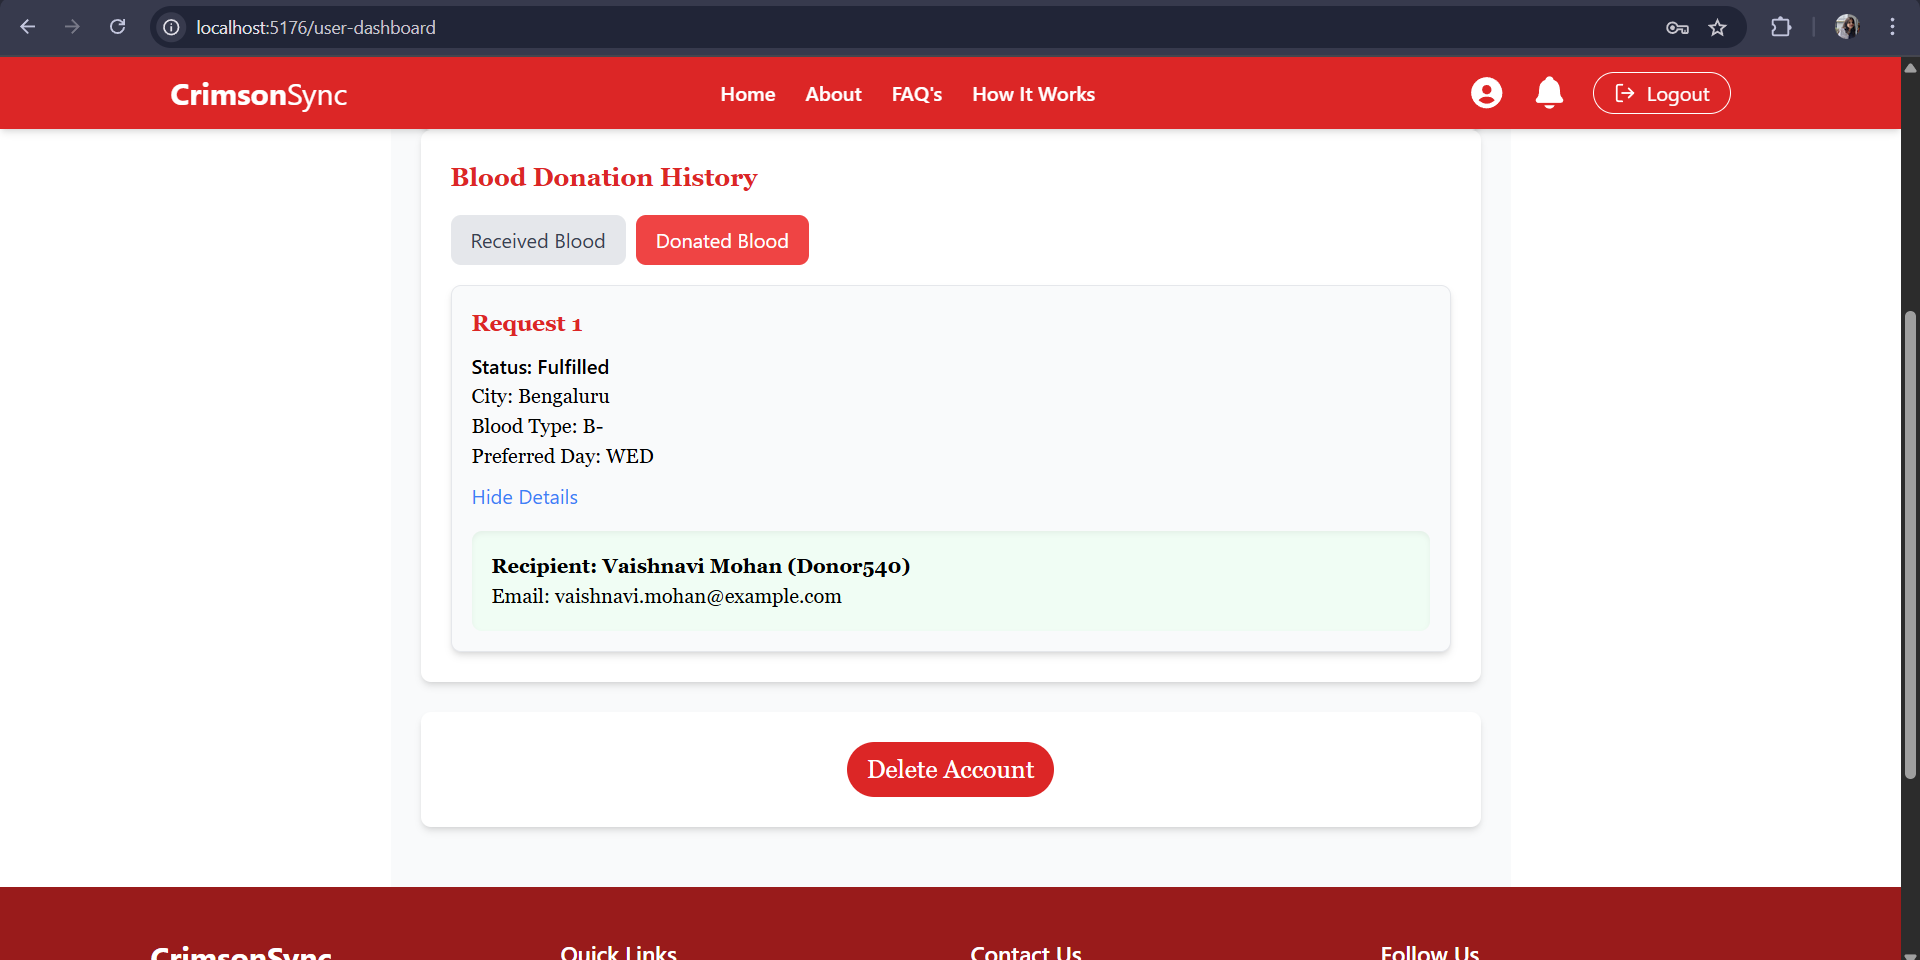 localhost:5176/user-dashboard
CrimsonSync
Home
About
FAQ's
How It Works
Logout
Blood Donation History
Received Blood
Donated Blood
Request 1
Status: Fulfilled
City: Bengaluru
Blood Type: B-
Preferred Day: WED
Hide Details
Recipient: Vaishnavi Mohan (Donor540)
Email: vaishnavi.mohan@example.com
Delete Account
CrimsonSync
Quick Links
Contact Us
Follow Us